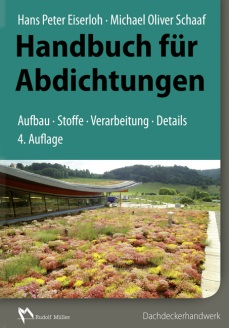 Hans Peter Eiserloh · Michael Oliver Schaaf
Handbuch für
Abdichtungen
Aufbau · Stoffe · Verarbeitung · Details
4. Auflage
Rudolf Müller
Dachdeckerhandwerk